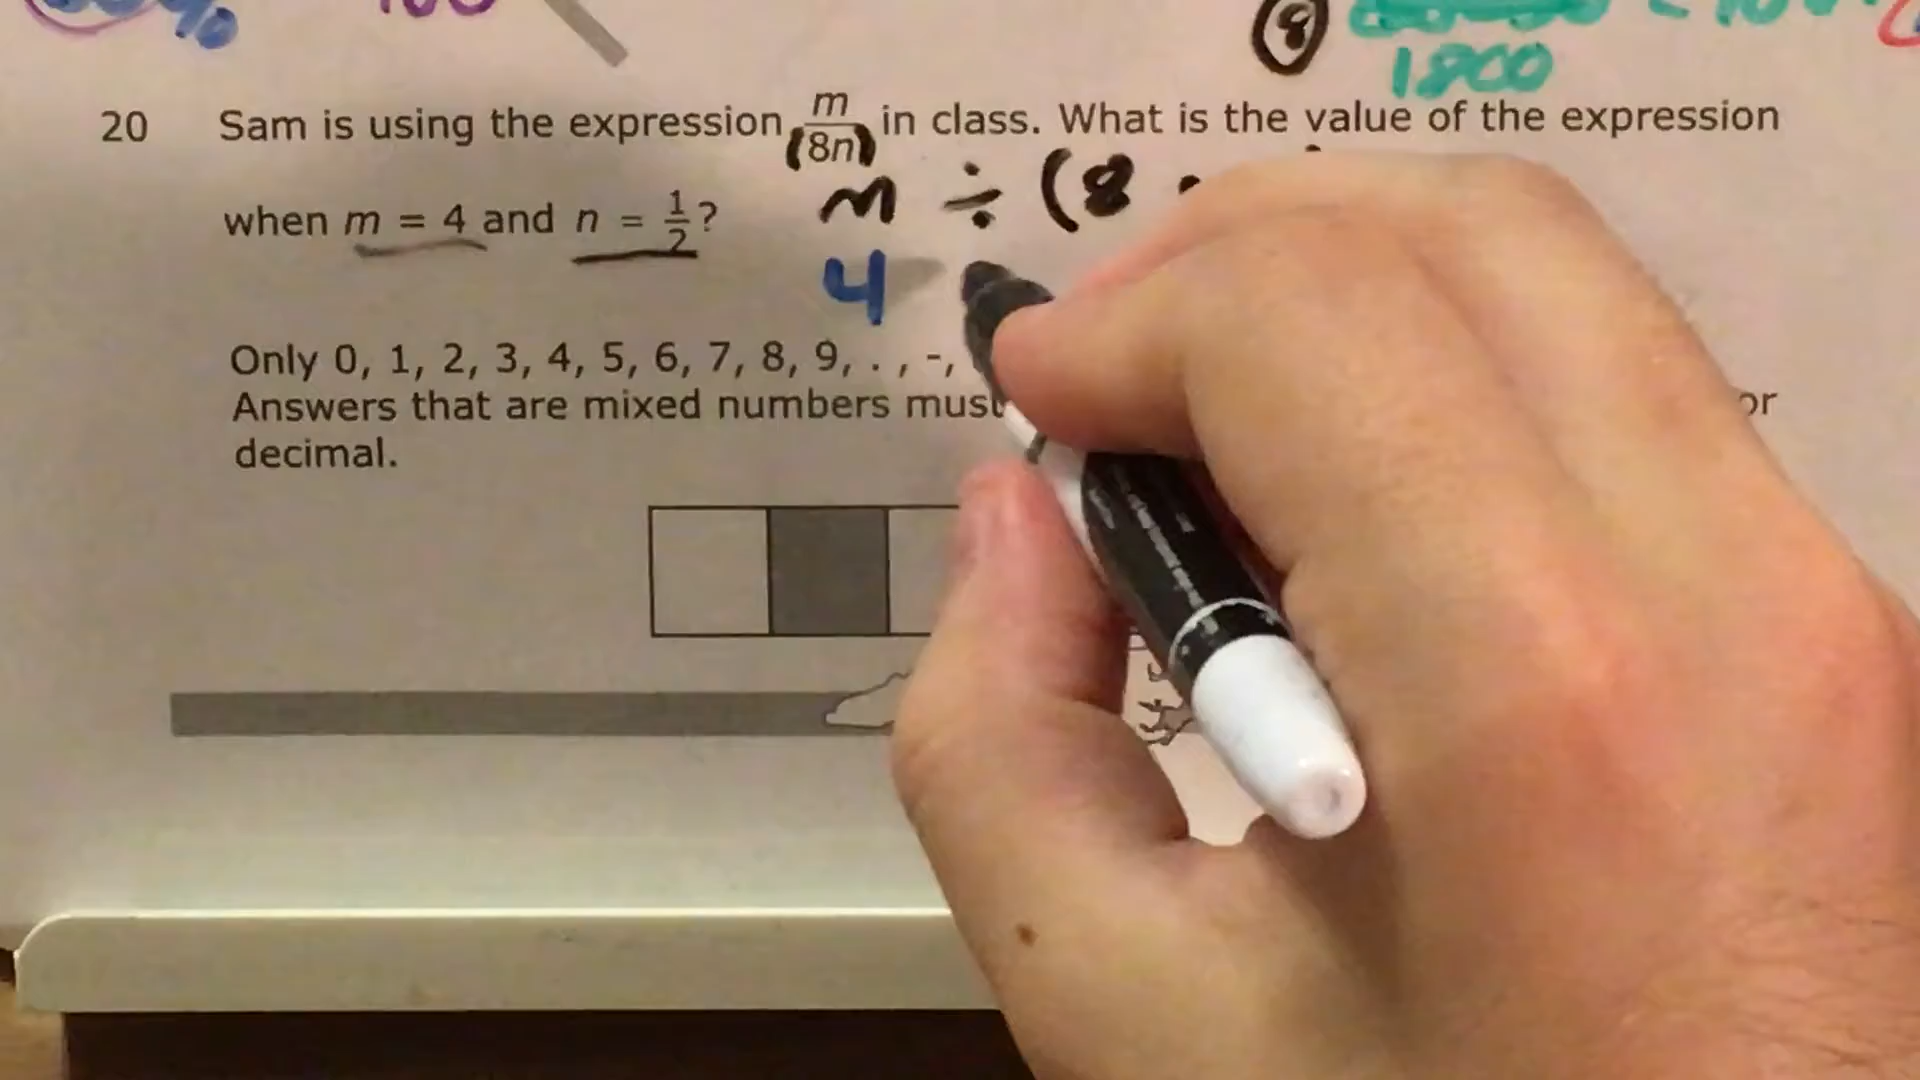 1800
20 Sam is using the expression m/(8n) in class. What is the value of the expression
m ÷ (8 ·
when m = 4 and n = 1/2?
4
Only 0, 1, 2, 3, 4, 5, 6, 7, 8, 9, . , -,
Answers that are mixed numbers must or
decimal.